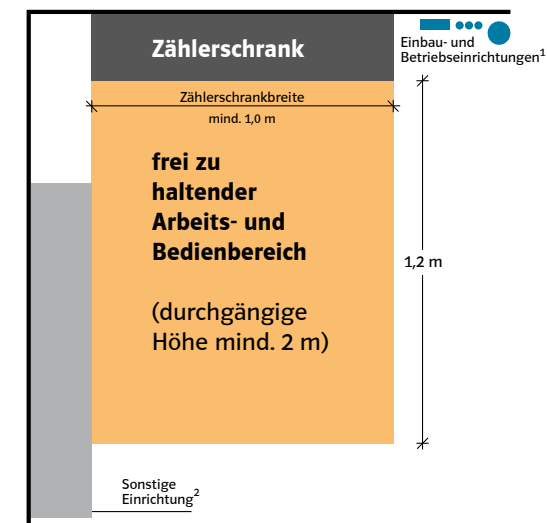 Zählerschrank
Einbau- und
Betriebseinrichtungen¹
Zählerschrankbreite
mind. 1,0 m
frei zu
haltender
Arbeits- und
Bedienbereich
1,2 m
(durchgängige
Höhe mind. 2 m)
Sonstige
Einrichtung²